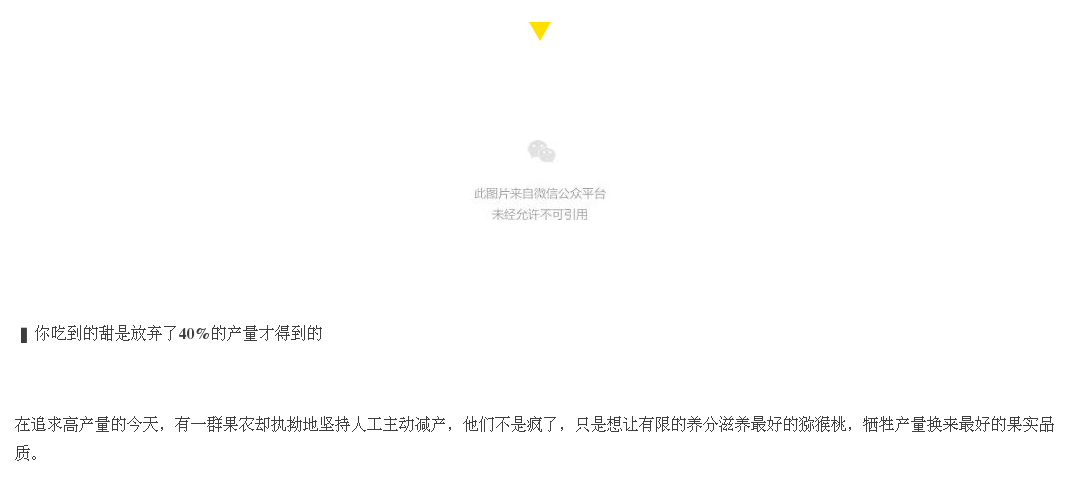 此图片来自微信公众平台
未经允许不可引用
你吃到的甜是放弃了40%的产量才得到的
在追求高产量的今天，有一群果农却执拗地坚持人工主动减产，他们不是疯了，只是想让有限的养分滋养最好的猕猴桃，牺牲产量换来最好的果实品
质。